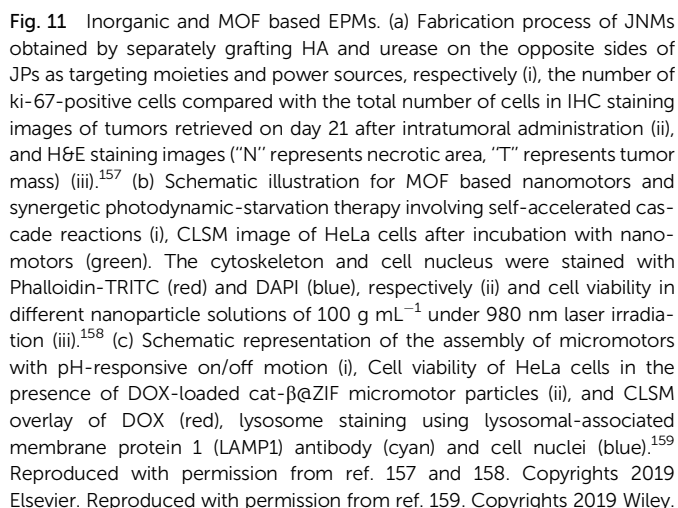 Fig. 11 Inorganic and MOF based EPMs. (a) Fabrication process of JNMs
obtained by separately grafting HA and urease on the opposite sides of
JPs as targeting moieties and power sources, respectively (i), the number of
ki-67-positive cells compared with the total number of cells in IHC staining
images of tumors retrieved on day 21 after intratumoral administration (ii),
and H&E staining images ("N" represents necrotic area, "T" represents tumor
mass) (iii).157 (b) Schematic illustration for MOF based nanomotors and
synergetic photodynamic-starvation therapy involving self-accelerated cas-
cade reactions (i), CLSM image of HeLa cells after incubation with nano-
motors (green). The cytoskeleton and cell nucleus were stained with
Phalloidin-TRITC (red) and DAPI (blue), respectively (ii) and cell viability in
different nanoparticle solutions of 100 g mL−1 under 980 nm laser irradia-
tion (iii).158 (c) Schematic representation of the assembly of micromotors
with pH-responsive on/off motion (i), Cell viability of HeLa cells in the
presence of DOX-loaded cat-β@ZIF micromotor particles (ii), and CLSM
overlay of DOX (red), lysosome staining using lysosomal-associated
membrane protein 1 (LAMP1) antibody (cyan) and cell nuclei (blue).159
Reproduced with permission from ref. 157 and 158. Copyrights 2019
Elsevier. Reproduced with permission from ref. 159. Copyrights 2019 Wiley.